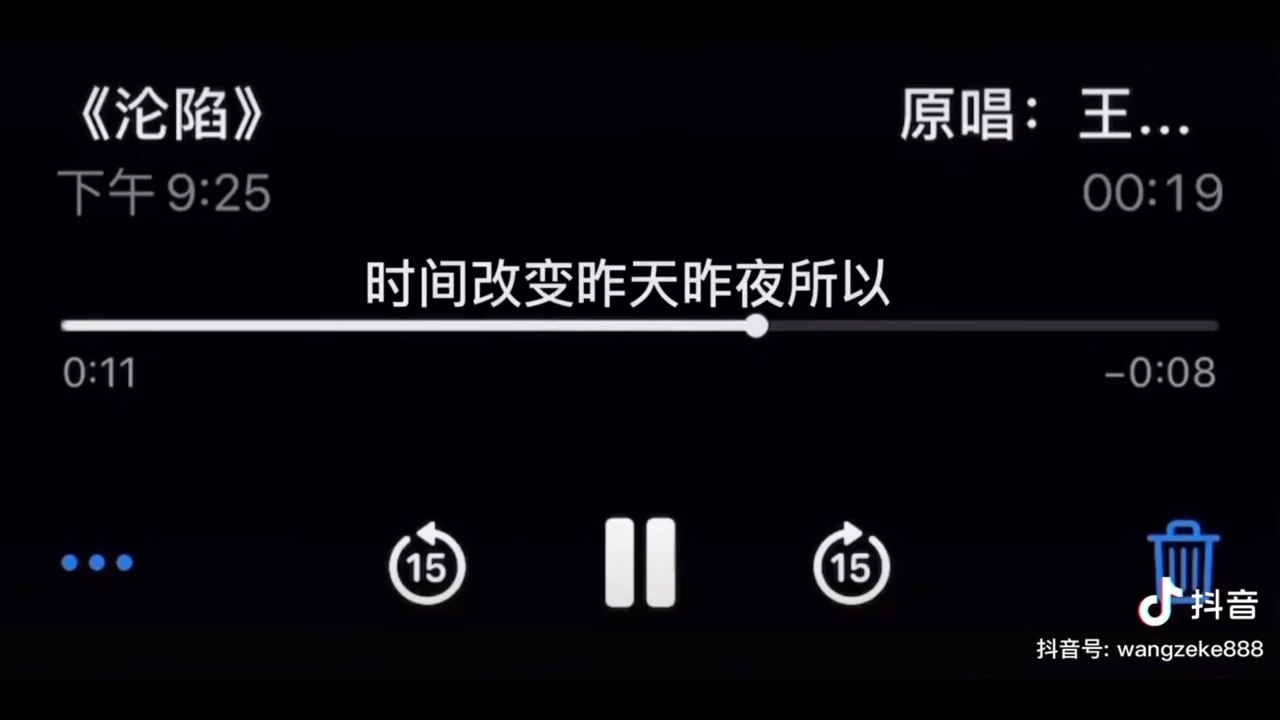 《沦陷》
原唱：王...
下午 9:25
00:19
时间改变昨天昨夜所以
0:11
-0:08
15
15
抖音
抖音号: wangzeke888